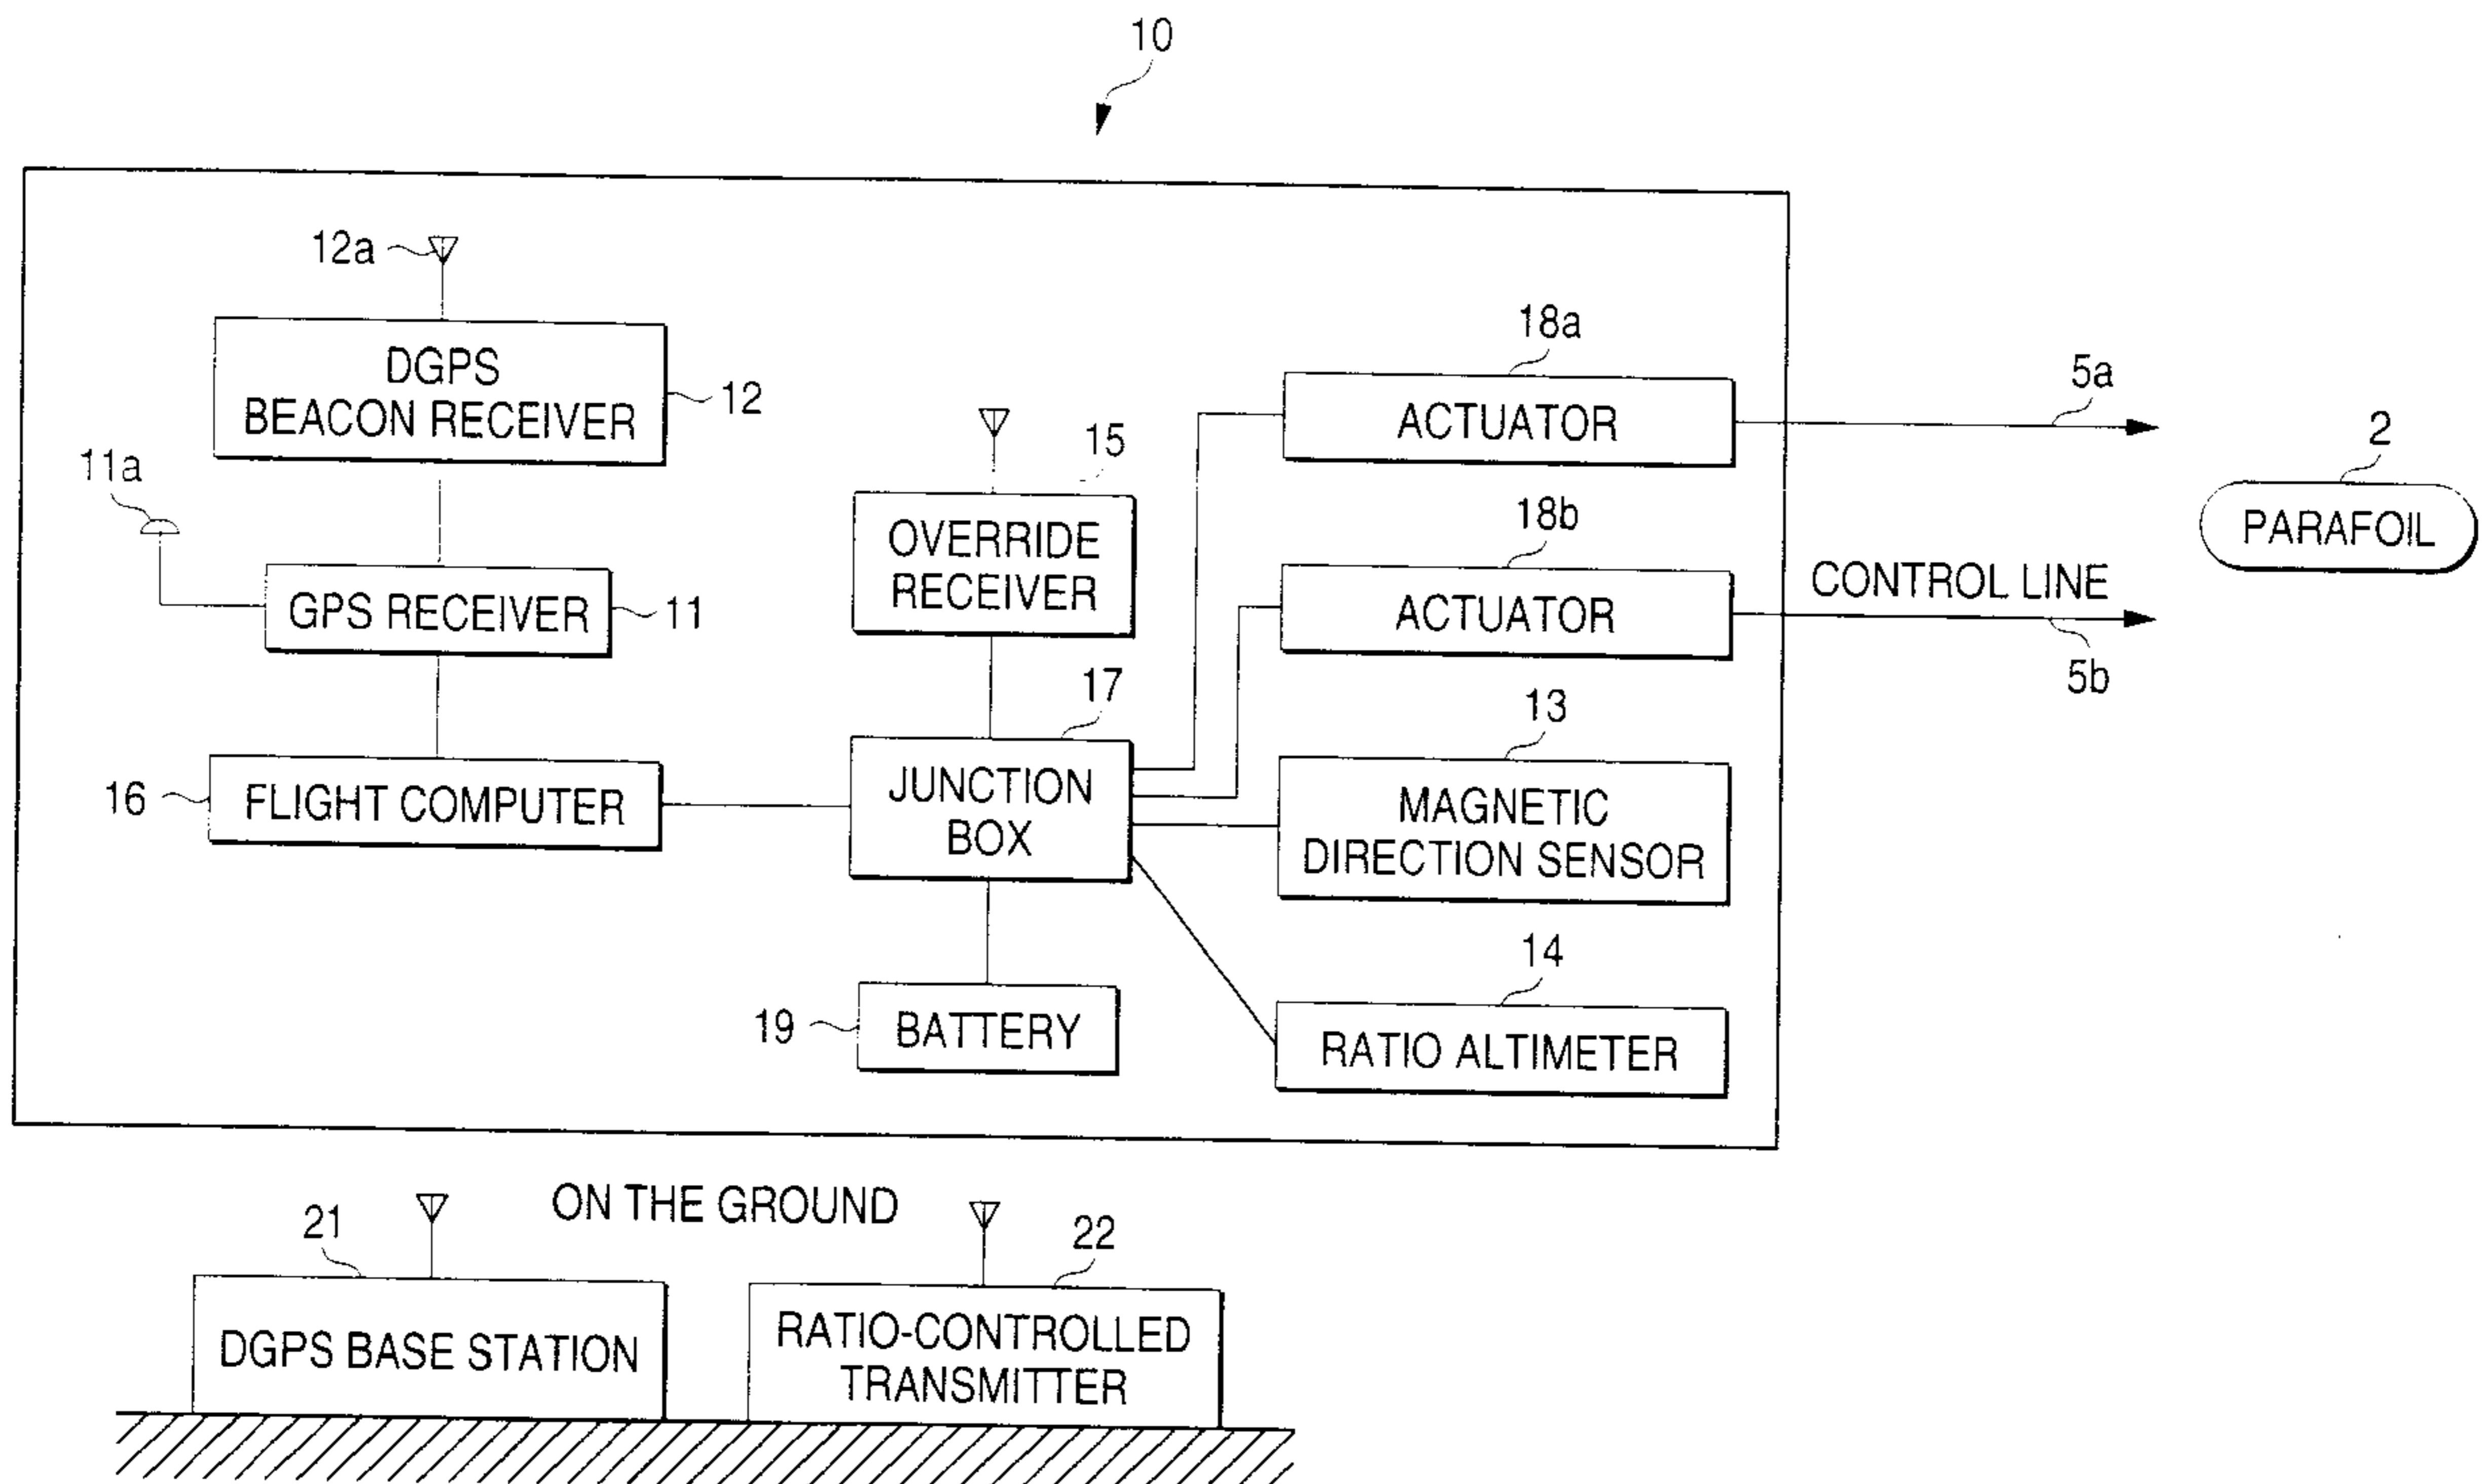 10
12a
DGPS
BEACON RECEIVER
12
11a
GPS RECEIVER
11
15
OVERRIDE
RECEIVER
18a
ACTUATOR
5a
2
PARAFOIL
18b
ACTUATOR
CONTROL LINE
5b
16
FLIGHT COMPUTER
17
JUNCTION
BOX
13
MAGNETIC
DIRECTION SENSOR
19
BATTERY
14
RATIO ALTIMETER
ON THE GROUND
21
DGPS BASE STATION
22
RATIO-CONTROLLED
TRANSMITTER